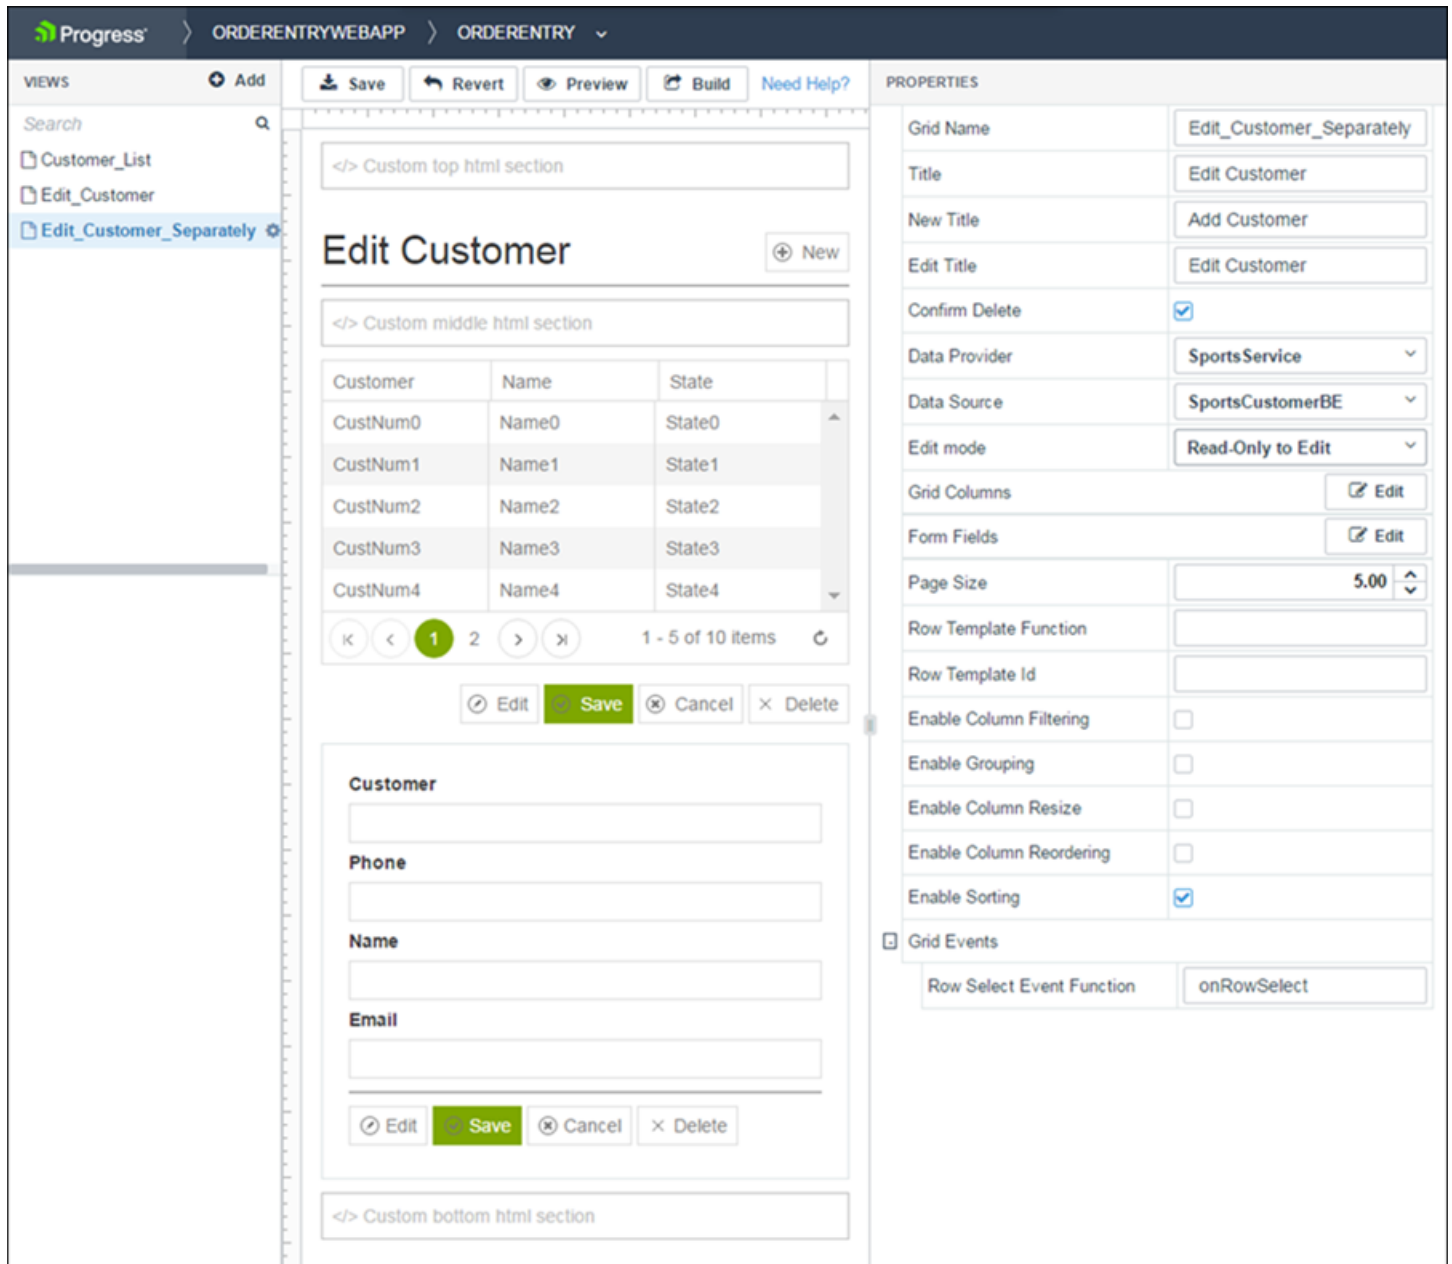 Progress
ORDERENTRYWEBAPP
ORDERENTRY
VIEWS
Add
Search
Customer_List
Edit_Customer
Edit_Customer_Separately
Save
Revert
Preview
Build
Need Help?
</> Custom top html section
Edit Customer
New
</> Custom middle html section
Customer Name State
CustNum0 Name0 State0
CustNum1 Name1 State1
CustNum2 Name2 State2
CustNum3 Name3 State3
CustNum4 Name4 State4
1 2 1 - 5 of 10 items
Edit Save Cancel Delete
Customer
Phone
Name
Email
Edit Save Cancel Delete
</> Custom bottom html section
PROPERTIES
Grid Name Edit_Customer_Separately
Title Edit Customer
New Title Add Customer
Edit Title Edit Customer
Confirm Delete
Data Provider SportsService
Data Source SportsCustomerBE
Edit mode Read-Only to Edit
Grid Columns Edit
Form Fields Edit
Page Size 5.00
Row Template Function
Row Template Id
Enable Column Filtering
Enable Grouping
Enable Column Resize
Enable Column Reordering
Enable Sorting
Grid Events
Row Select Event Function onRowSelect